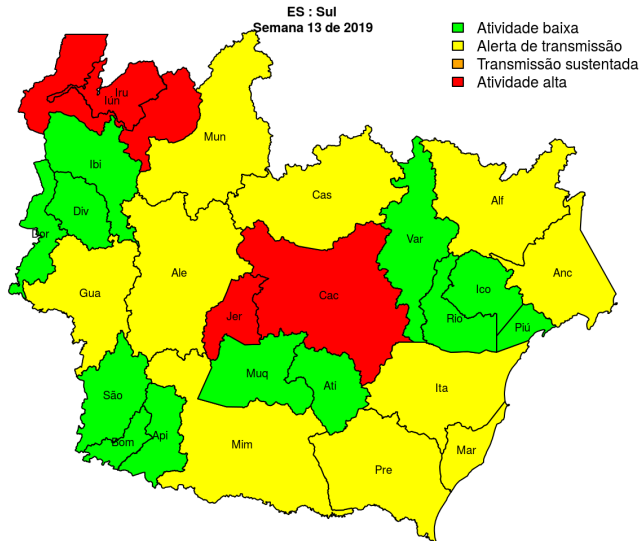 ES : Sul
Semana 13 de 2019
Atividade baixa
Alerta de transmissão
Transmissão sustentada
Atividade alta
Iru
Iún
Mun
Ibi
Cas
Div
Alf
Dor
Var
Ale
Anc
Gua
Cac
Ico
Jer
Rio
Piú
Muq
Ati
Ita
São
Api
Bom
Mim
Mar
Pre